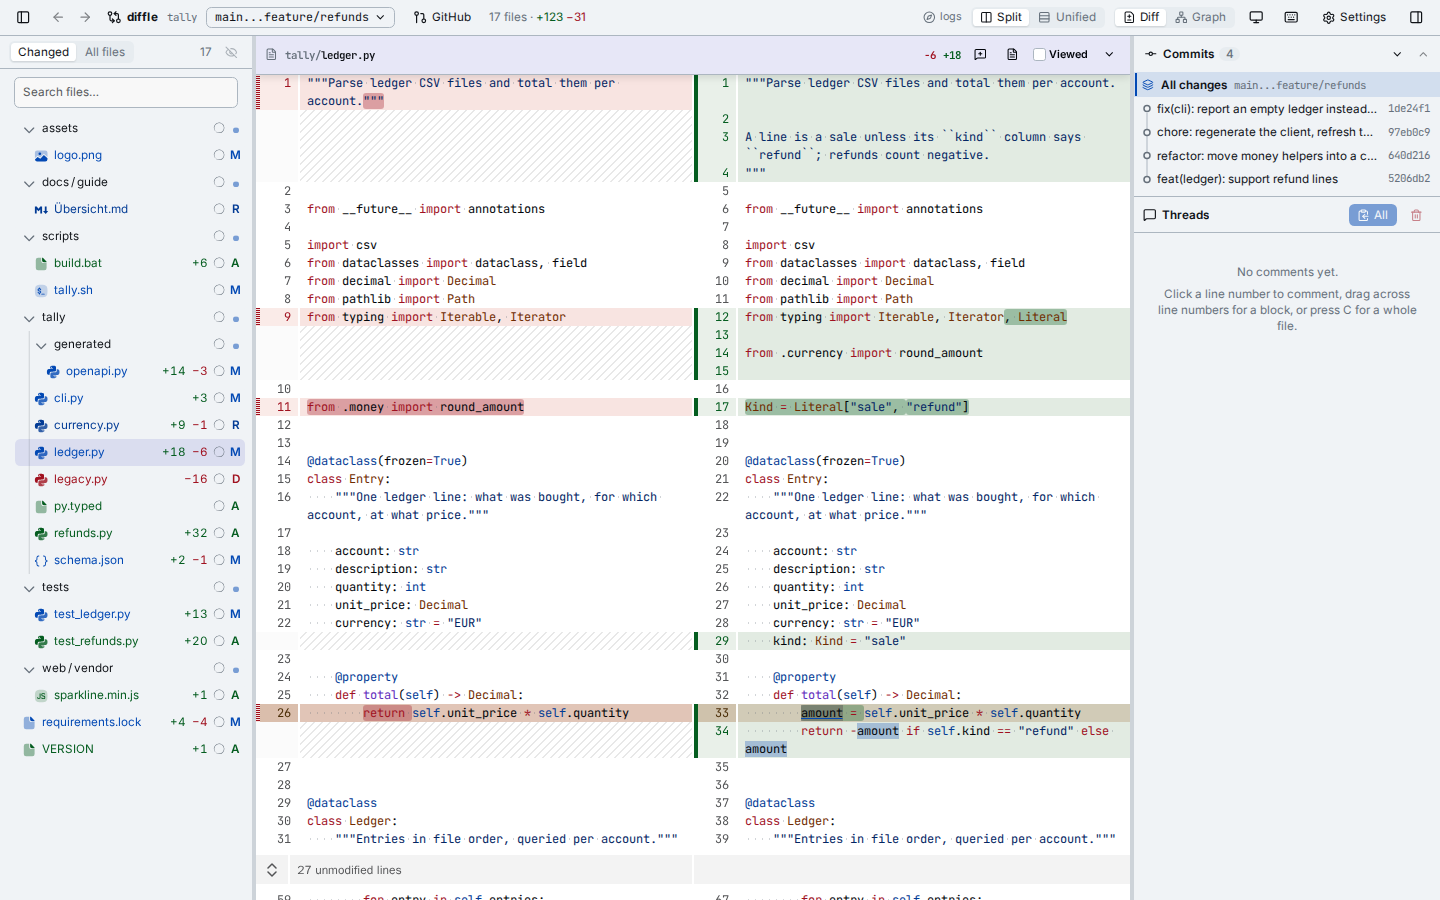 diffle tally main...feature/refunds GitHub 17 files · +123 −31 logs Split Unified Diff Graph Settings
Changed All files 17
Search files...
assets
logo.png M
docs/guide
Übersicht.md R
scripts
build.bat +6 A
tally.sh M
tally
generated
openapi.py +14 −3 M
cli.py +3 M
currency.py +9 −1 R
ledger.py +18 −6 M
legacy.py −16 D
py.typed A
refunds.py +32 A
schema.json +2 −1 M
tests
test_ledger.py +13 M
test_refunds.py +20 A
web/vendor
sparkline.min.js +1 A
requirements.lock +4 −4 M
VERSION +1 A
tally/ledger.py -6 +18 Viewed
1 """Parse ledger CSV files and total them per
account."""
2
3 from __future__ import annotations
4
5 import csv
6 from dataclasses import dataclass, field
7 from decimal import Decimal
8 from pathlib import Path
9 from typing import Iterable, Iterator
10
11 from .money import round_amount
12
13
14 @dataclass(frozen=True)
15 class Entry:
16 """One ledger line: what was bought, for which
account, at what price."""
17
18 account: str
19 description: str
20 quantity: int
21 unit_price: Decimal
22 currency: str = "EUR"
23
24 @property
25 def total(self) -> Decimal:
26 return self.unit_price * self.quantity
27
28
29 @dataclass
30 class Ledger:
31 """Entries in file order, queried per account."""
27 unmodified lines
59 for entry in self.entries:
1 """Parse ledger CSV files and total them per account.
2
3 A line is a sale unless its ``kind`` column says
``refund``; refunds count negative.
4 """
5
6 from __future__ import annotations
7
8 import csv
9 from dataclasses import dataclass, field
10 from decimal import Decimal
11 from pathlib import Path
12 from typing import Iterable, Iterator, Literal
13
14 from .currency import round_amount
15
16
17 Kind = Literal["sale", "refund"]
18
19
20 @dataclass(frozen=True)
21 class Entry:
22 """One ledger line: what was bought, for which
account, at what price."""
23
24 account: str
25 description: str
26 quantity: int
27 unit_price: Decimal
28 currency: str = "EUR"
29 kind: Kind = "sale"
30
31 @property
32 def total(self) -> Decimal:
33 amount = self.unit_price * self.quantity
34 return -amount if self.kind == "refund" else
amount
35
36
37 @dataclass
38 class Ledger:
39 """Entries in file order, queried per account."""
67 for entry in self.entries:
Commits 4
All changes main...feature/refunds
fix(cli): report an empty ledger instead... 1de24f1
chore: regenerate the client, refresh t... 97eb0c9
refactor: move money helpers into a c... 640d216
feat(ledger): support refund lines 5206db2
Threads All
No comments yet.
Click a line number to comment, drag across
line numbers for a block, or press C for a whole
file.